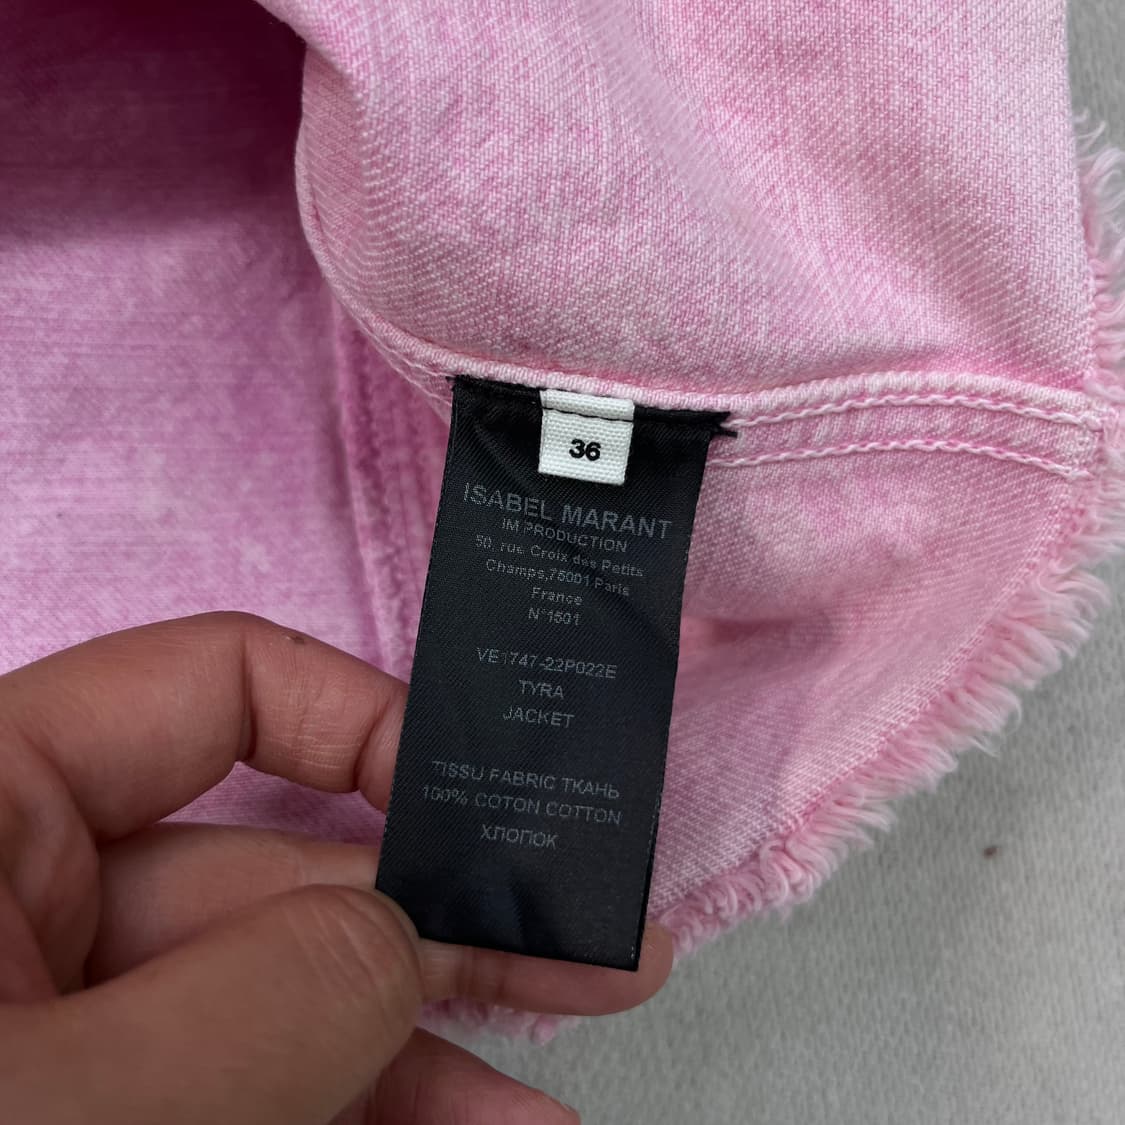 36
ISABEL MARANT
IM PRODUCTION
50, rue Croix des Petits
Champs,75001 Paris
France
N°1501
VE1747-22P022E
TYRA
JACKET
TISSU FABRIC ТКАНЬ
100% COTON COTTON
ХЛОПОК